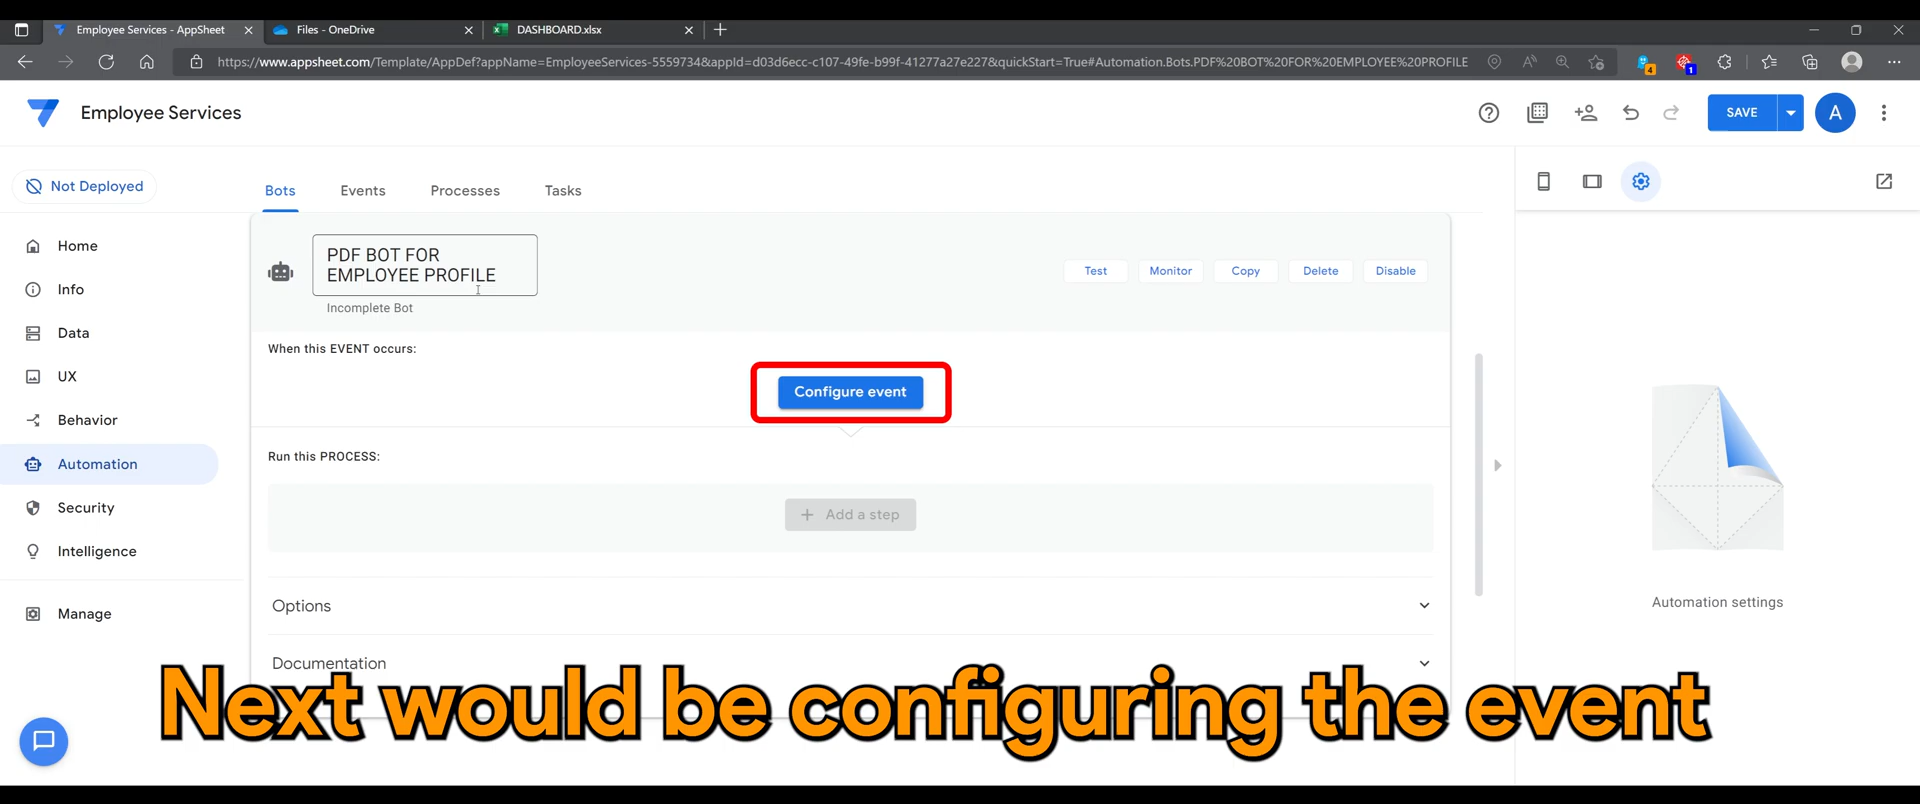 Employee Services - AppSheet
Files - OneDrive
DASHBOARD.xlsx
https://www.appsheet.com/Template/AppDef?appName=EmployeeServices-5559734&appId=d03d6ecc-c107-49fe-b99f-41277a27e227&quickStart=True#Automation.Bots.PDF%20BOT%20FOR%20EMPLOYEE%20PROFILE
4
1
Employee Services
SAVE
A
Not Deployed
Bots
Events
Processes
Tasks
Home
Info
Data
UX
Behavior
Automation
Security
Intelligence
Manage
PDF BOT FOR
EMPLOYEE PROFILE
Incomplete Bot
Test
Monitor
Copy
Delete
Disable
When this EVENT occurs:
Configure event
Run this PROCESS:
+ Add a step
Options
Documentation
Automation settings
Next would be configuring the event